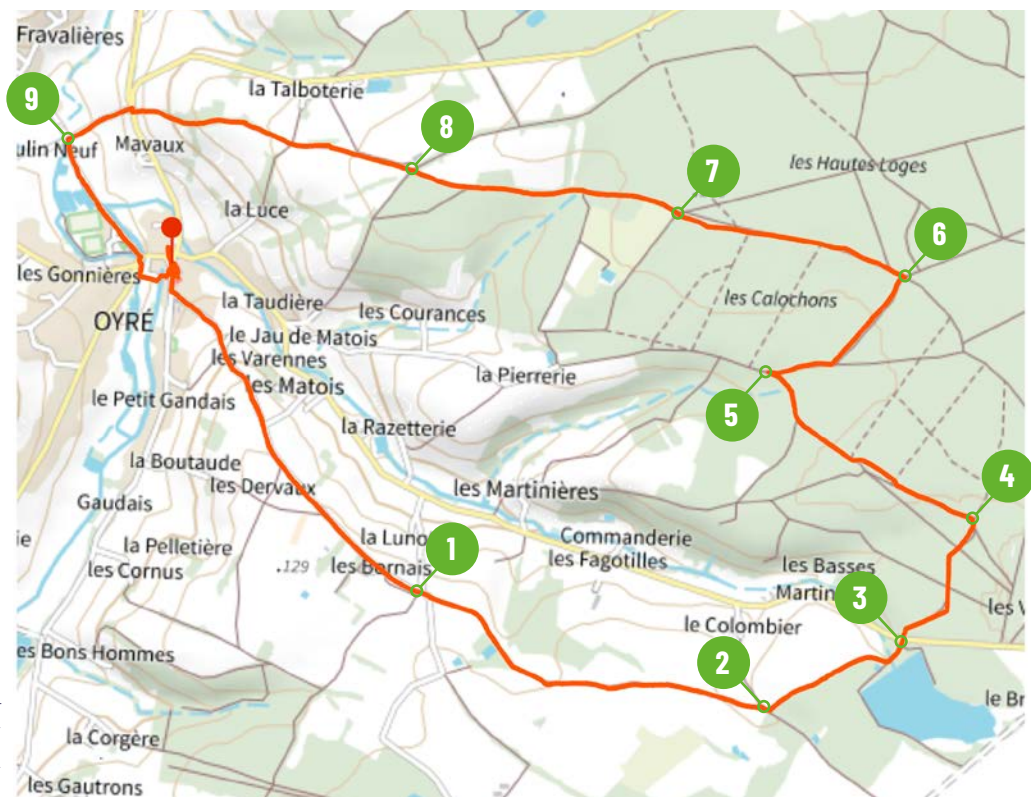 Fravalières
la Talboterie
9
8
ulin Neuf
Mavaux
les Hautes Loges
7
la Luce
6
les Gonnières
la Taudière
les Courances
les Calochons
OYRÉ
le Jau de Matois
les Varennes
les Matois
la Pierrerie
5
le Petit Gandais
la Razetterie
la Boutaude
les Dervaux
les Martinières
4
Gaudais
la Luno
1
Commanderie
ie
la Pelletière
les Bornais
les Fagotilles
les Basses
les Cornus
.129
Martin
3
les V
le Colombier
es Bons Hommes
2
le Br
la Corgère
les Gautrons